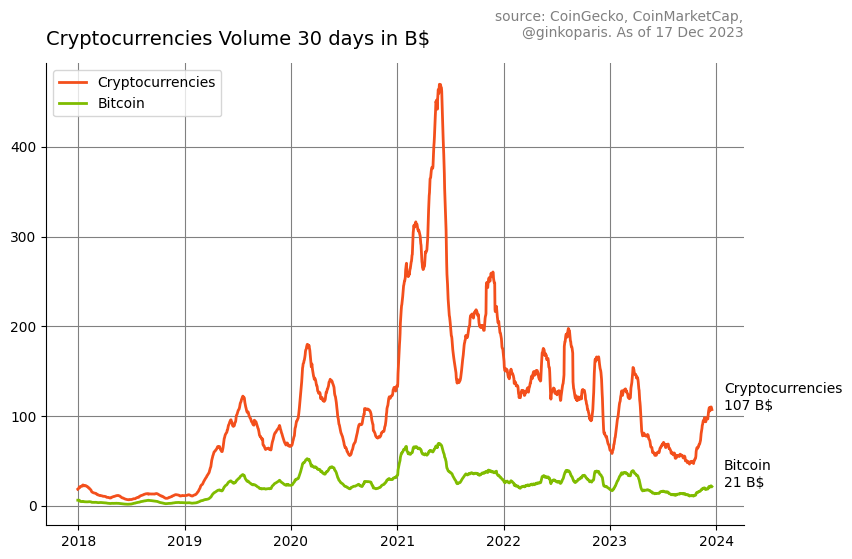 source: CoinGecko, CoinMarketCap,
@ginkoparis. As of 17 Dec 2023
Cryptocurrencies Volume 30 days in B$
Cryptocurrencies
Bitcoin
400
300
200
100
0
Cryptocurrencies
107 B$
Bitcoin
21 B$
2018
2019
2020
2021
2022
2023
2024